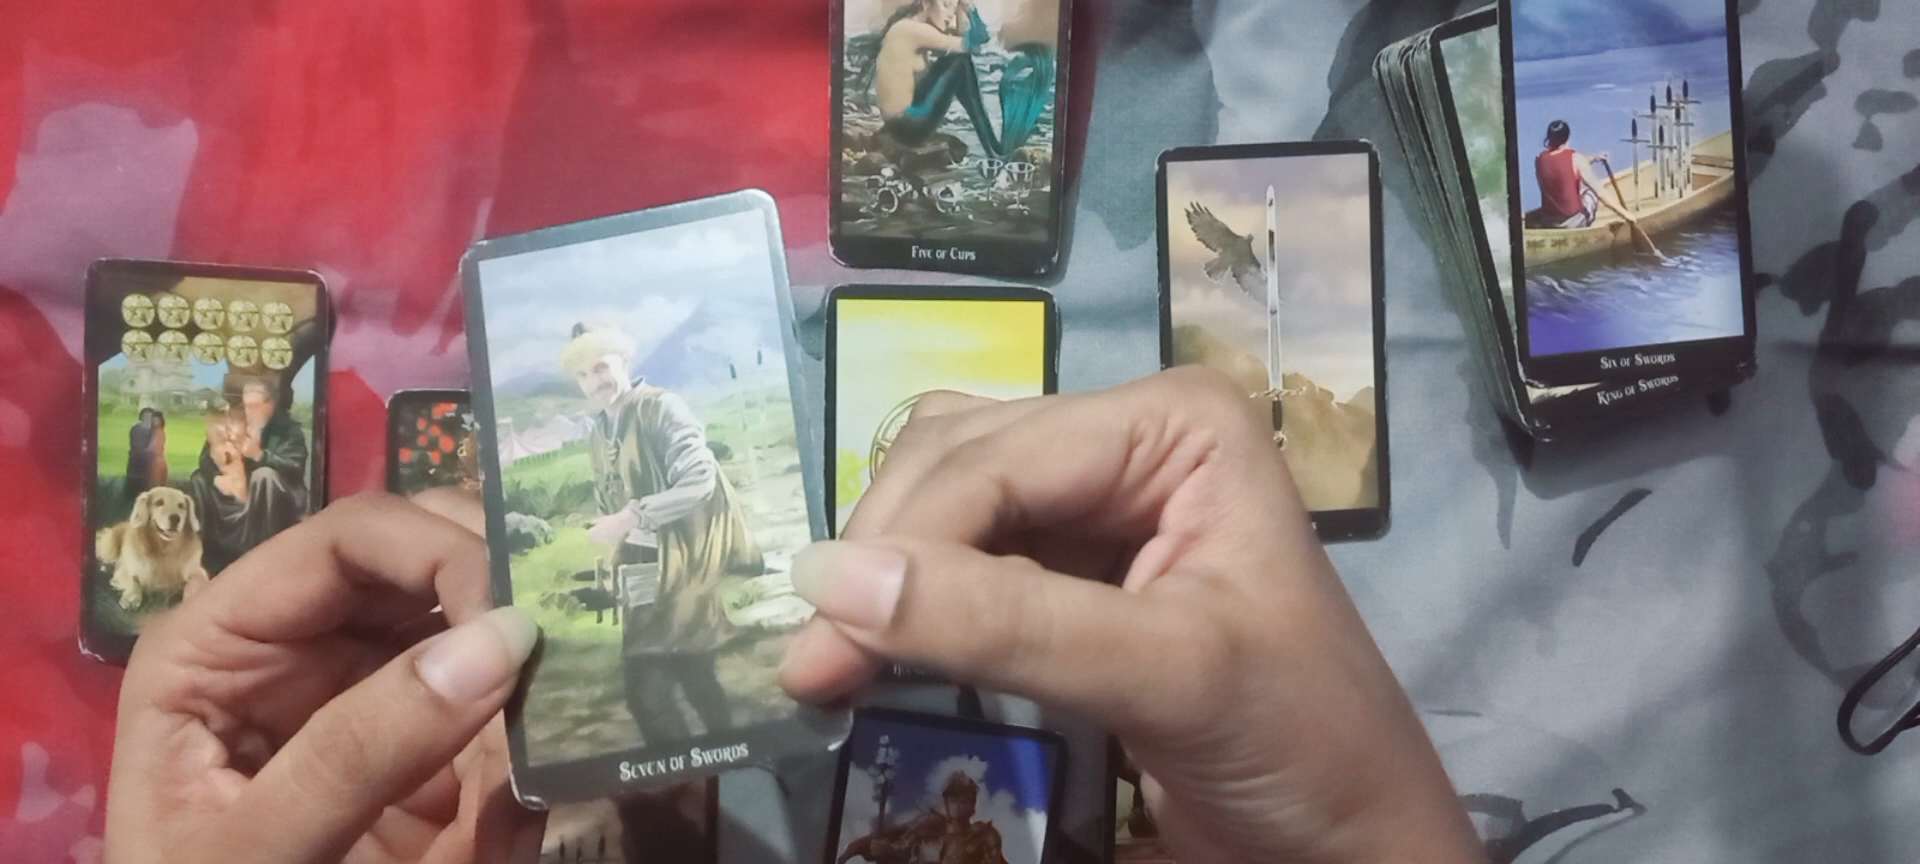 Five of Cups
Six of Swords
King of Swords
Seven of Swords